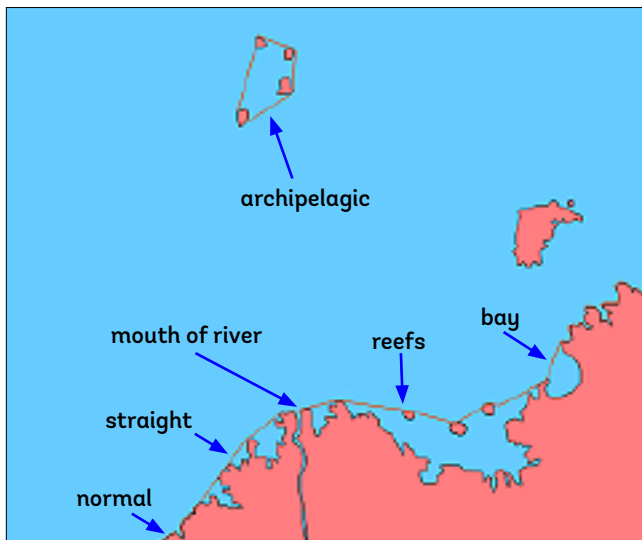 archipelagic
bay
mouth of river
reefs
straight
normal